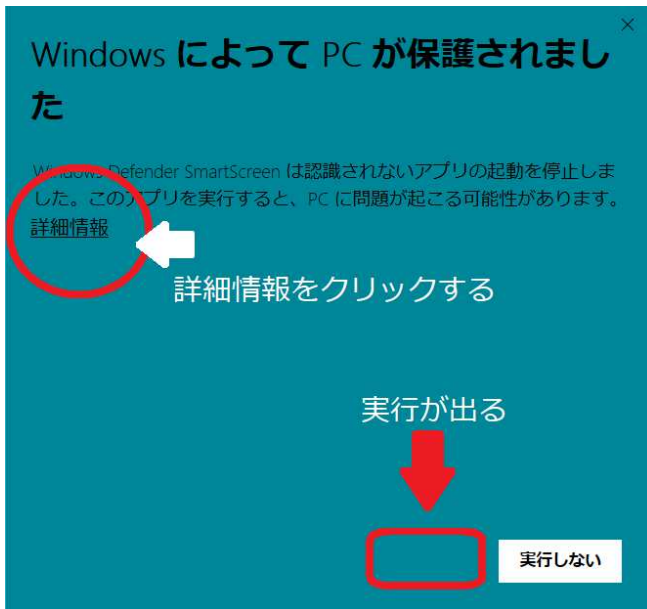 Windows によって PC が保護されまし
た
Windows Defender SmartScreen は認識されないアプリの起動を停止しま
した。このアプリを実行すると、PC に問題が起こる可能性があります。
詳細情報
詳細情報をクリックする
実行が出る
実行しない